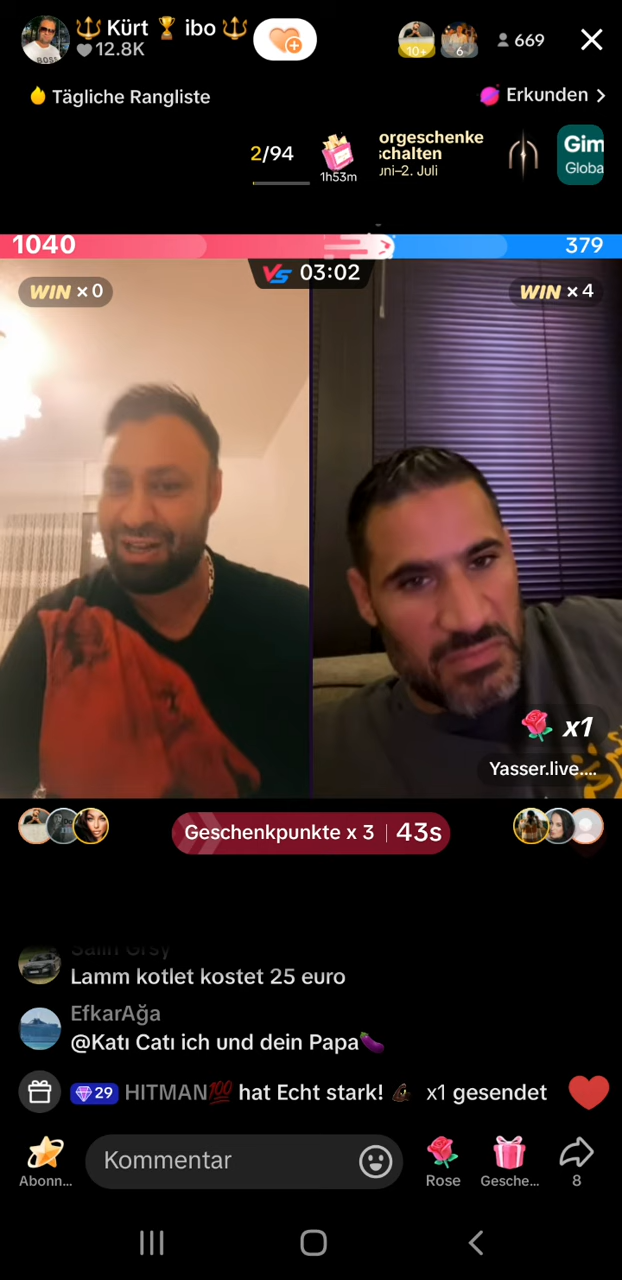 🔱 Kürt 🏆 ibo 🔱
12.8K
10+
6
669
Tägliche Rangliste
Erkunden
2/94
1h53m
orgeschenke
schalten
uni–2. Juli
Gim
Globa
1040
379
VS 03:02
WIN x 0
WIN x 4
x1
Yasser.live....
Geschenkpunkte x 3 | 43s
Salih Grsy
Lamm kotlet kostet 25 euro
EfkarAğa
@Katı Catı ich und dein Papa🍆
29 HITMAN💯 hat Echt stark! x1 gesendet
Kommentar
Abonn...
Rose
Gesche...
8